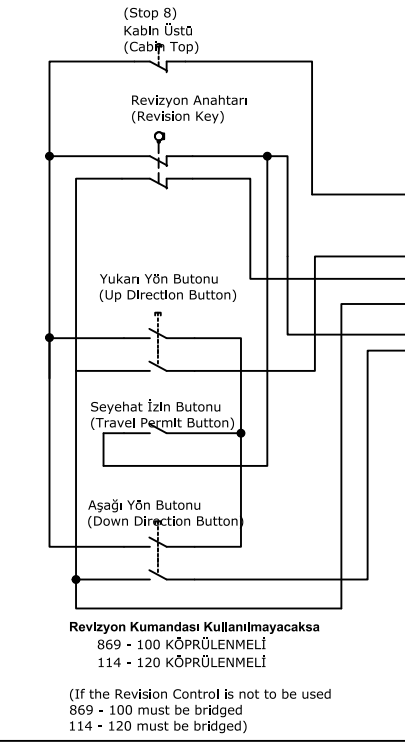 (Stop 8)
Kabin Üstü
(Cabin Top)
Revizyon Anahtarı
(Revision Key)
Yukarı Yön Butonu
(Up Direction Button)
Seyehat İzin Butonu
(Travel Permit Button)
Aşağı Yön Butonu
(Down Direction Button)
Revizyon Kumandası Kullanılmayacaksa
869 - 100 KÖPRÜLENMELİ
114 - 120 KÖPRÜLENMELİ
(If the Revision Control is not to be used
869 - 100 must be bridged
114 - 120 must be bridged)